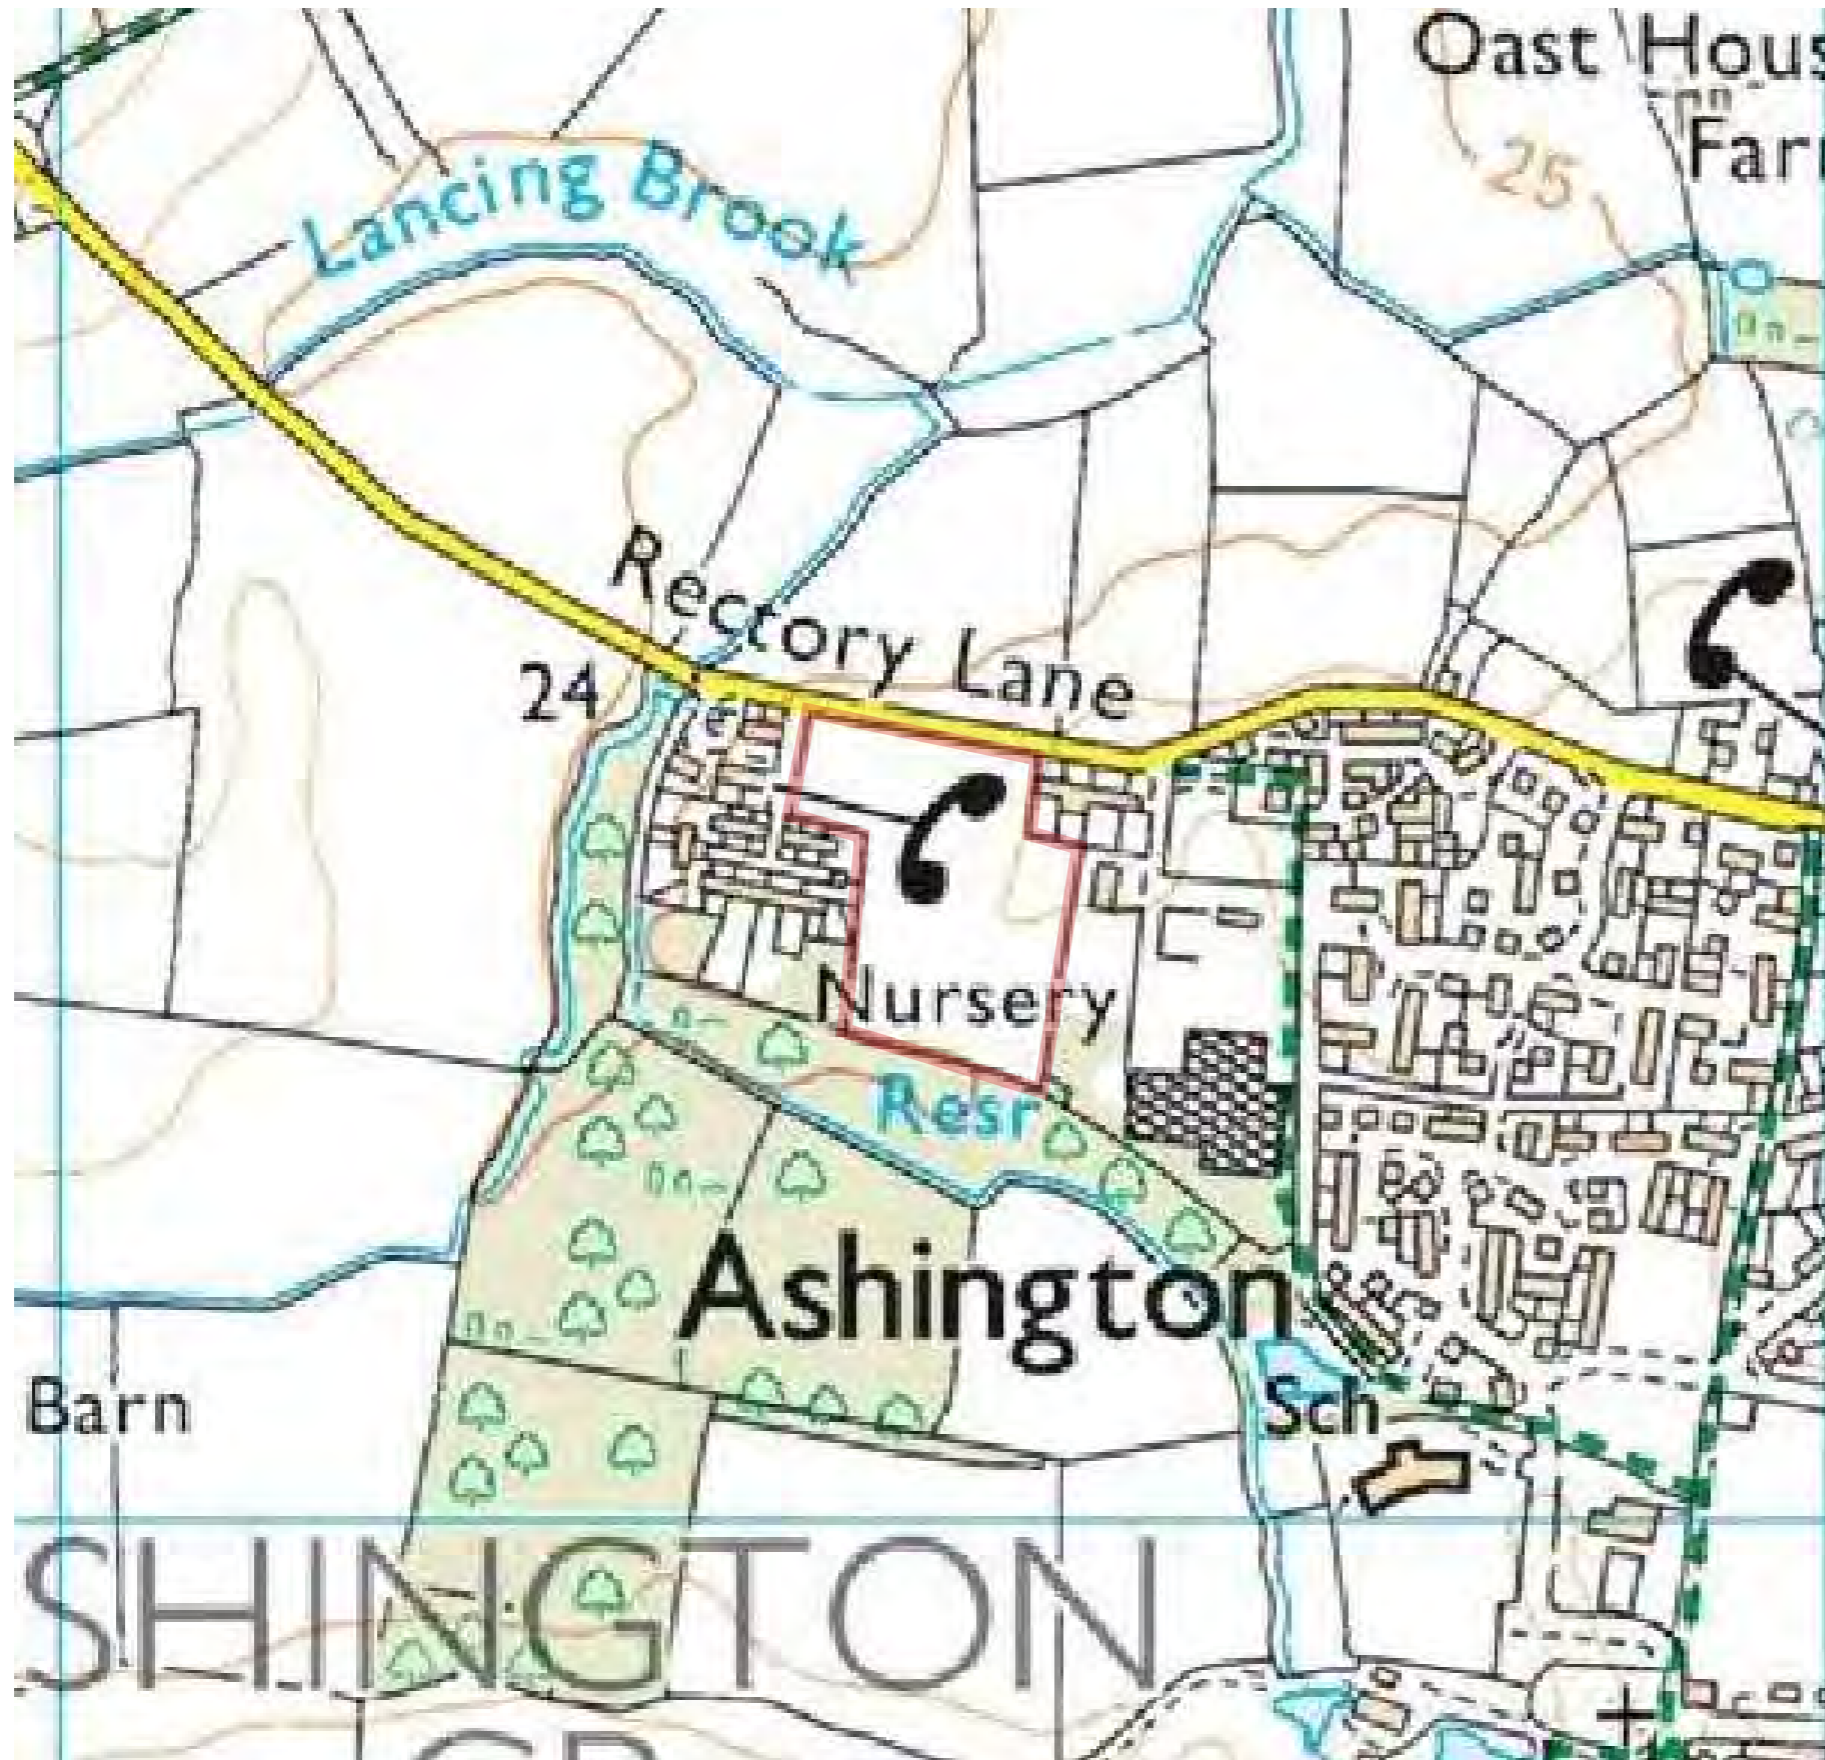 Oast Hous
Farm
Lancing Brook
25
Rectory Lane
24
Nursery
Resr
Ashington
Sch
Barn
SHINGTON